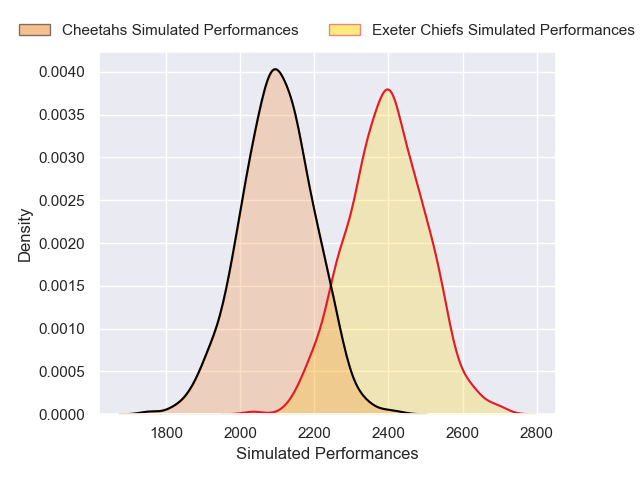 Cheetahs Simulated Performances Exeter Chiefs Simulated Performances
0.0040
0.0035
0.0030
0.0025
0.0020
0.0015
0.0010
0.0005
0.0000
Density
1800 2000 2200 2400 2600 2800
Simulated Performances